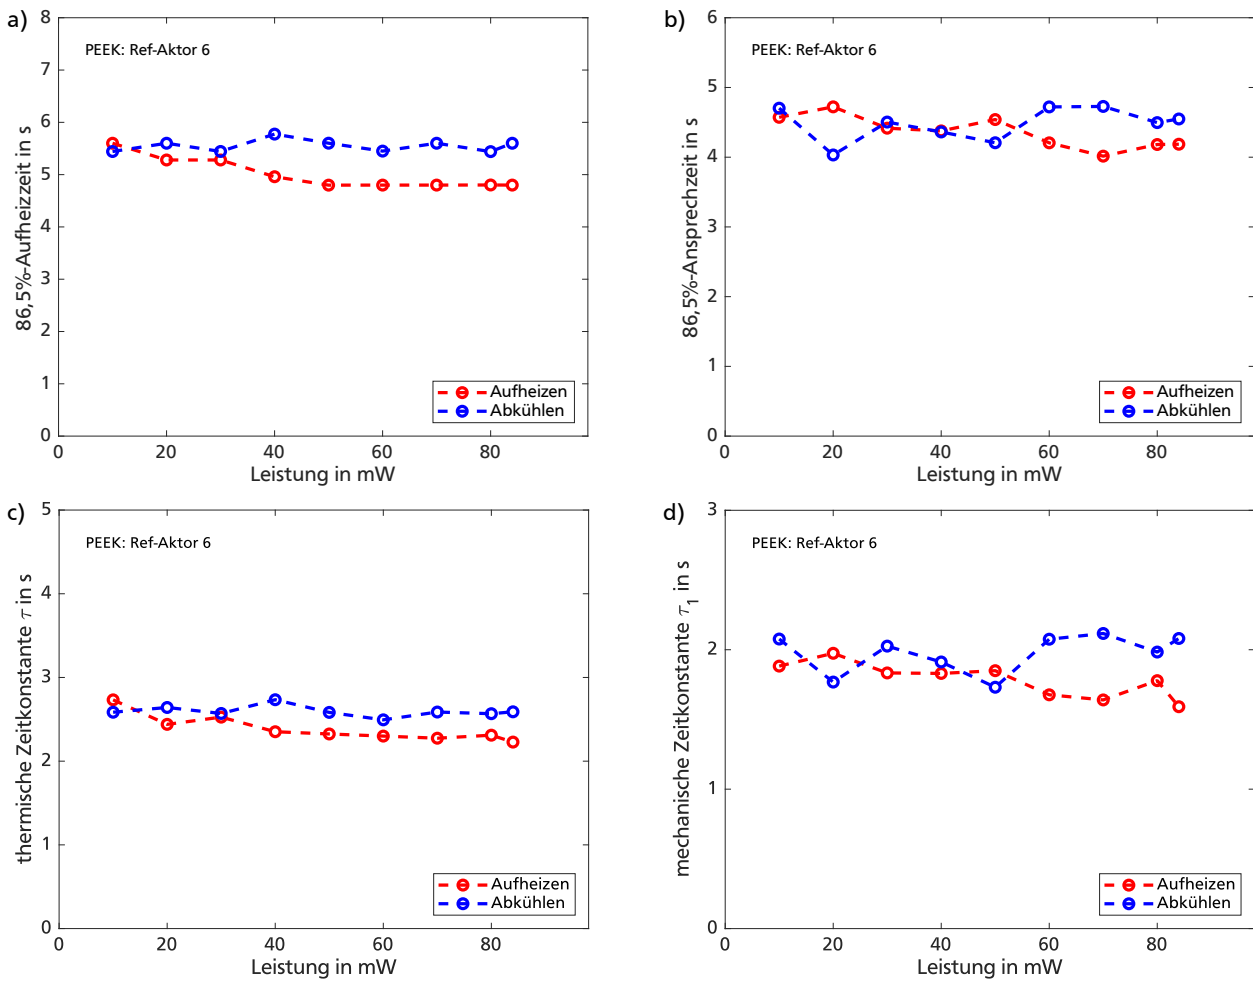 a)
86,5%-Aufheizzeit in s
8
7
6
5
4
3
2
1
0
PEEK: Ref-Aktor 6
Aufheizen
Abkühlen
0 20 40 60 80
Leistung in mW
b)
86,5%-Ansprechzeit in s
6
5
4
3
2
1
0
PEEK: Ref-Aktor 6
Aufheizen
Abkühlen
0 20 40 60 80
Leistung in mW
c)
thermische Zeitkonstante τ in s
5
4
3
2
1
0
PEEK: Ref-Aktor 6
Aufheizen
Abkühlen
0 20 40 60 80
Leistung in mW
d)
mechanische Zeitkonstante τ₁ in s
3
2
1
0
PEEK: Ref-Aktor 6
Aufheizen
Abkühlen
0 20 40 60 80
Leistung in mW